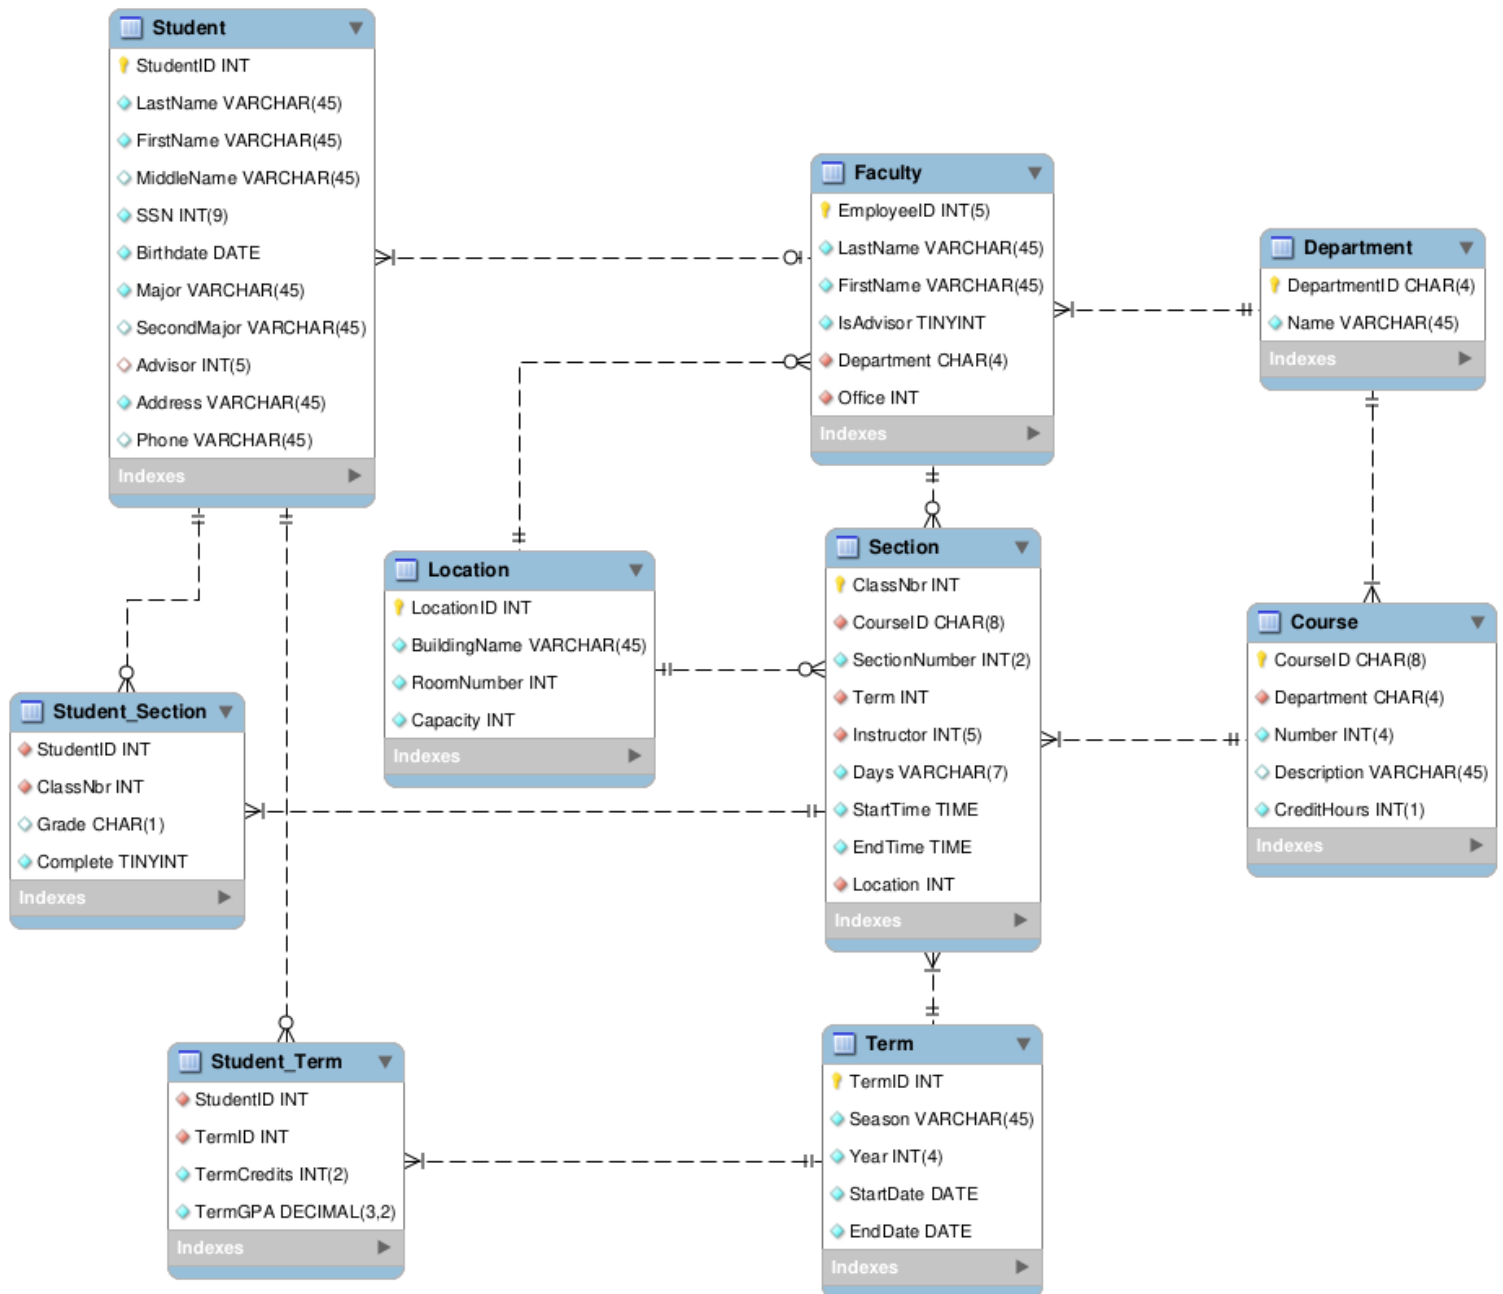 Student
StudentID INT
LastName VARCHAR(45)
FirstName VARCHAR(45)
MiddleName VARCHAR(45)
SSN INT(9)
Birthdate DATE
Major VARCHAR(45)
SecondMajor VARCHAR(45)
Advisor INT(5)
Address VARCHAR(45)
Phone VARCHAR(45)
Indexes
Faculty
EmployeeID INT(5)
LastName VARCHAR(45)
FirstName VARCHAR(45)
IsAdvisor TINYINT
Department CHAR(4)
Office INT
Indexes
Department
DepartmentID CHAR(4)
Name VARCHAR(45)
Indexes
Location
LocationID INT
BuildingName VARCHAR(45)
RoomNumber INT
Capacity INT
Indexes
Section
ClassNbr INT
CourseID CHAR(8)
SectionNumber INT(2)
Term INT
Instructor INT(5)
Days VARCHAR(7)
StartTime TIME
EndTime TIME
Location INT
Indexes
Course
CourseID CHAR(8)
Department CHAR(4)
Number INT(4)
Description VARCHAR(45)
CreditHours INT(1)
Indexes
Student_Section
StudentID INT
ClassNbr INT
Grade CHAR(1)
Complete TINYINT
Indexes
Student_Term
StudentID INT
TermID INT
TermCredits INT(2)
TermGPA DECIMAL(3,2)
Indexes
Term
TermID INT
Season VARCHAR(45)
Year INT(4)
StartDate DATE
EndDate DATE
Indexes